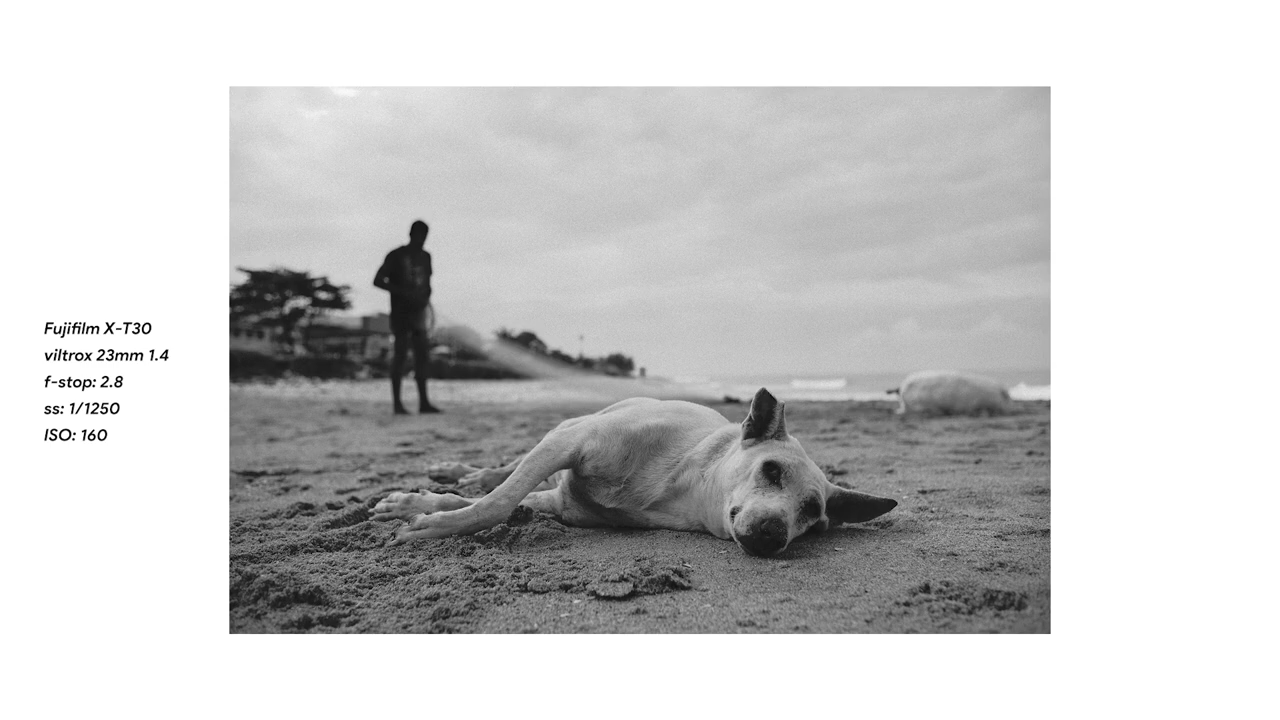 Fujifilm X-T30
viltrox 23mm 1.4
f-stop: 2.8
ss: 1/1250
ISO: 160